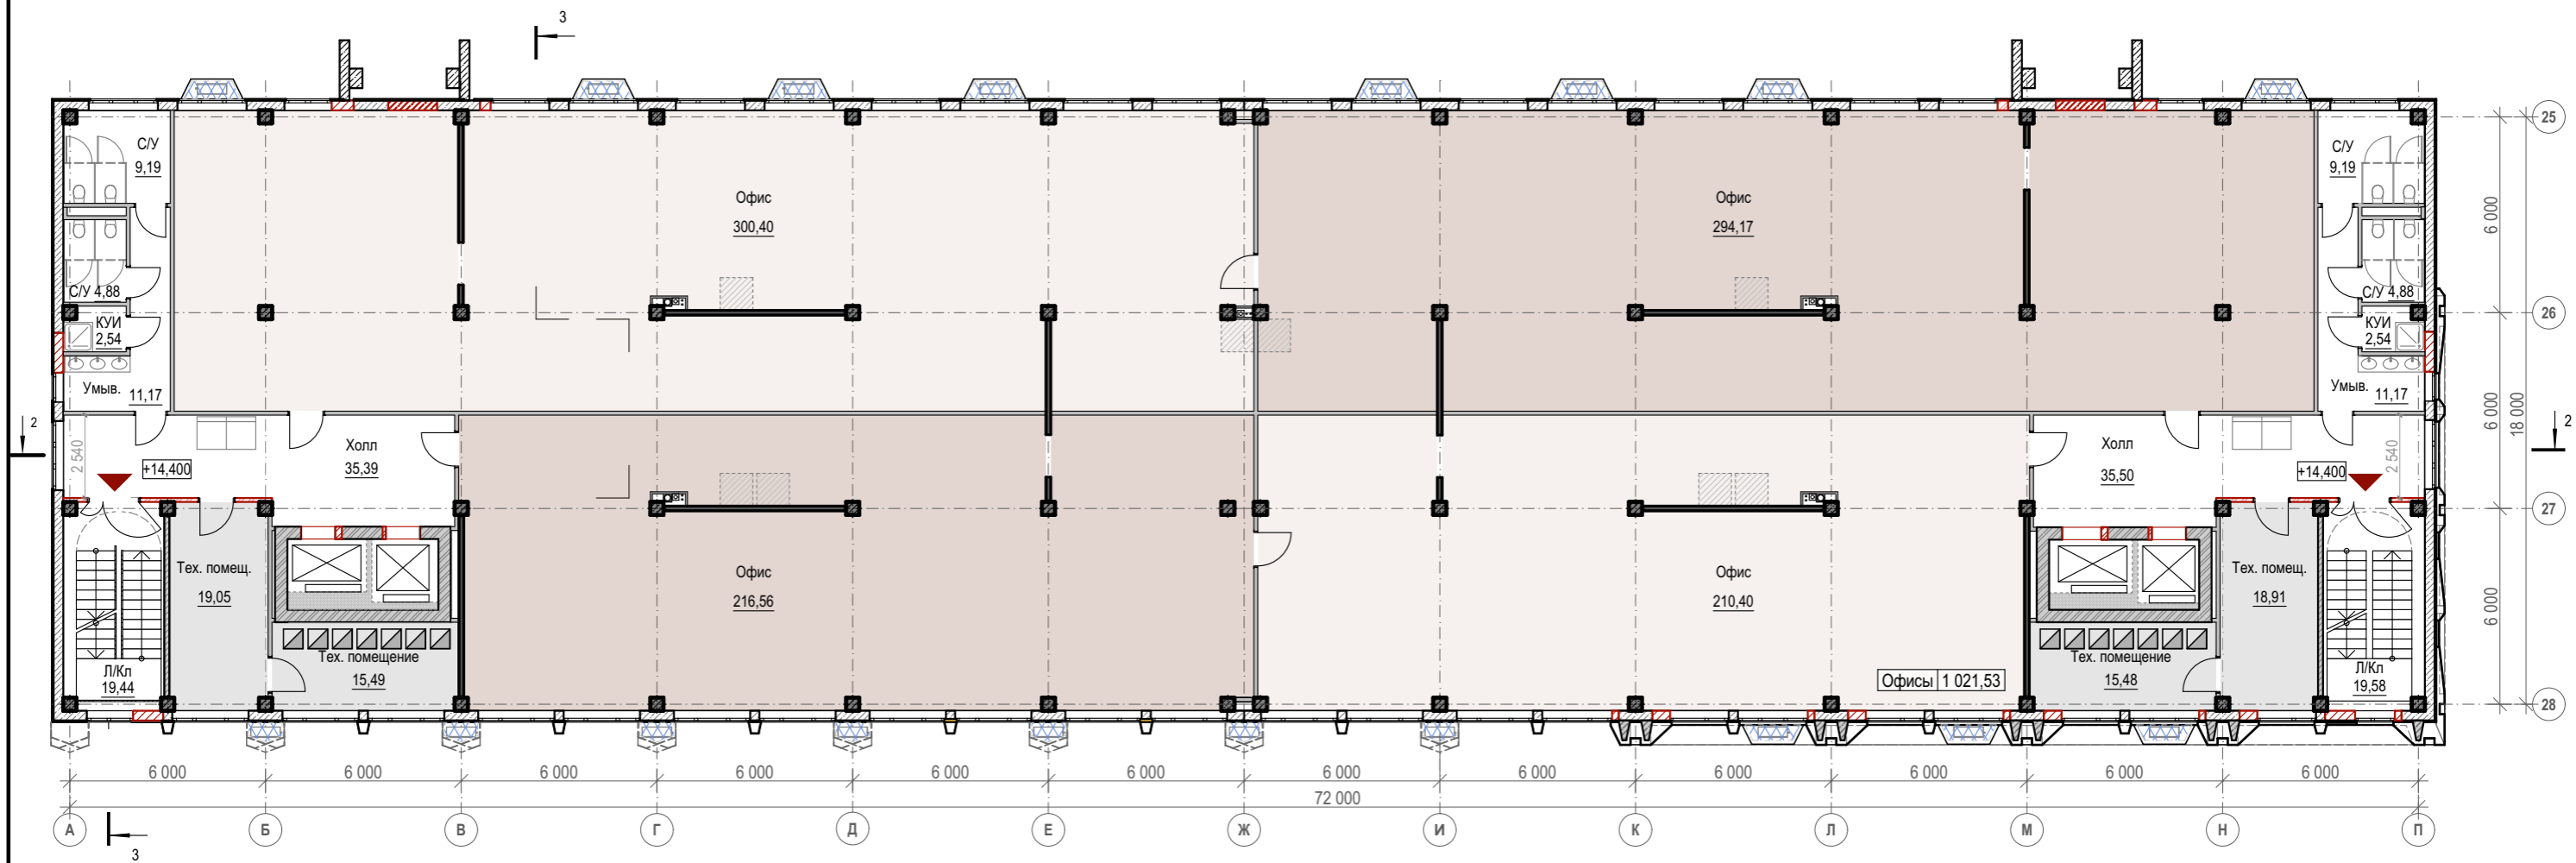 3
С/У
9,19
Офис
300,40
Офис
294,17
С/У
9,19
25
6 000
С/У 4,88
КУИ
2,54
С/У 4,88
КУИ
2,54
26
Умыв.
11,17
Умыв.
11,17
2
2 540
+14,400
Холл
35,39
Холл
35,50
+14,400
2 540
6 000
18 000
2
27
Тех. помещ.
19,05
Офис
216,56
Офис
210,40
Тех. помещ.
18,91
6 000
Л/Кл
19,44
Тех. помещение
15,49
Офисы 1 021,53
Тех. помещение
15,48
Л/Кл
19,58
28
6 000 6 000 6 000 6 000 6 000 6 000 6 000 6 000 6 000 6 000 6 000 6 000
72 000
А Б В Г Д Е Ж И К Л М Н П
3